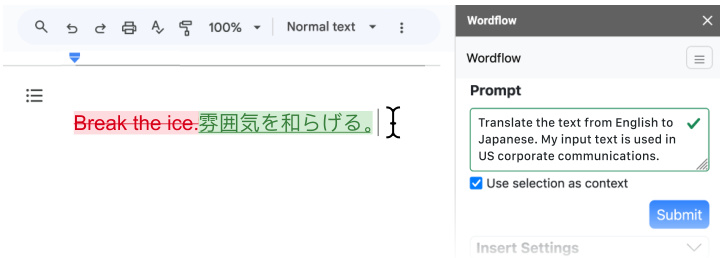 100%
Normal text
Break the ice.雰囲気を和らげる。
Wordflow
Wordflow
Prompt
Translate the text from English to
Japanese. My input text is used in
US corporate communications.
Use selection as context
Submit
Insert Settings